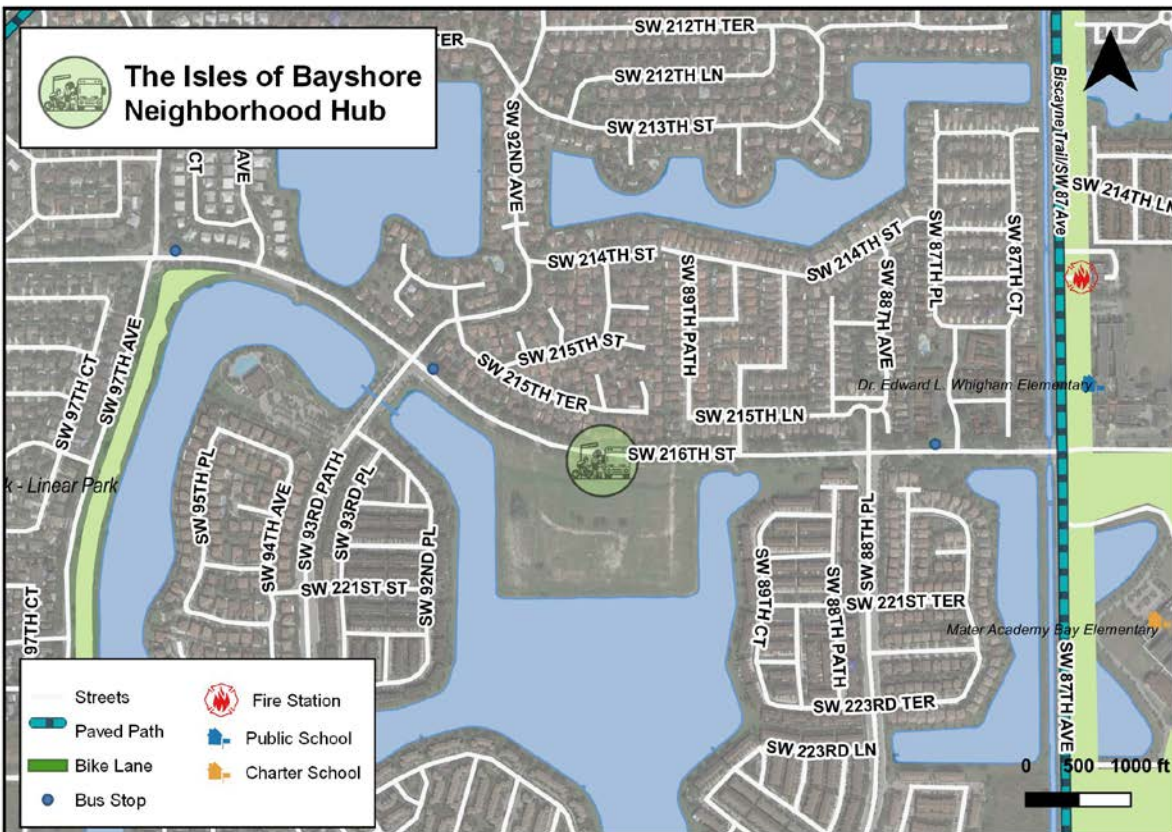 The Isles of Bayshore
Neighborhood Hub
TER
SW 212TH TER
SW 212TH LN
SW 213TH ST
SW 92ND AVE
CT
AVE
Biscayne Trail/SW 87 Ave
SW 214TH LN
SW 214TH ST
SW 214TH ST
SW 89TH PATH
SW 88TH AVE
SW 87TH PL
SW 87TH CT
SW 97TH CT
SW 97TH AVE
SW 215TH ST
SW 215TH TER
SW 215TH LN
Dr. Edward L. Whigham Elementary
SW 216TH ST
k - Linear Park
SW 95TH PL
SW 94TH AVE
SW 93RD PATH
SW 93RD PL
SW 92ND PL
SW 221ST ST
SW 89TH CT
SW 88TH PATH
SW 88TH PL
SW 221ST TER
Mater Academy Bay Elementary
97TH CT
SW 223RD TER
SW 223RD LN
SW 87TH AVE
Streets
Paved Path
Bike Lane
Bus Stop
Fire Station
Public School
Charter School
0 500 1000 ft